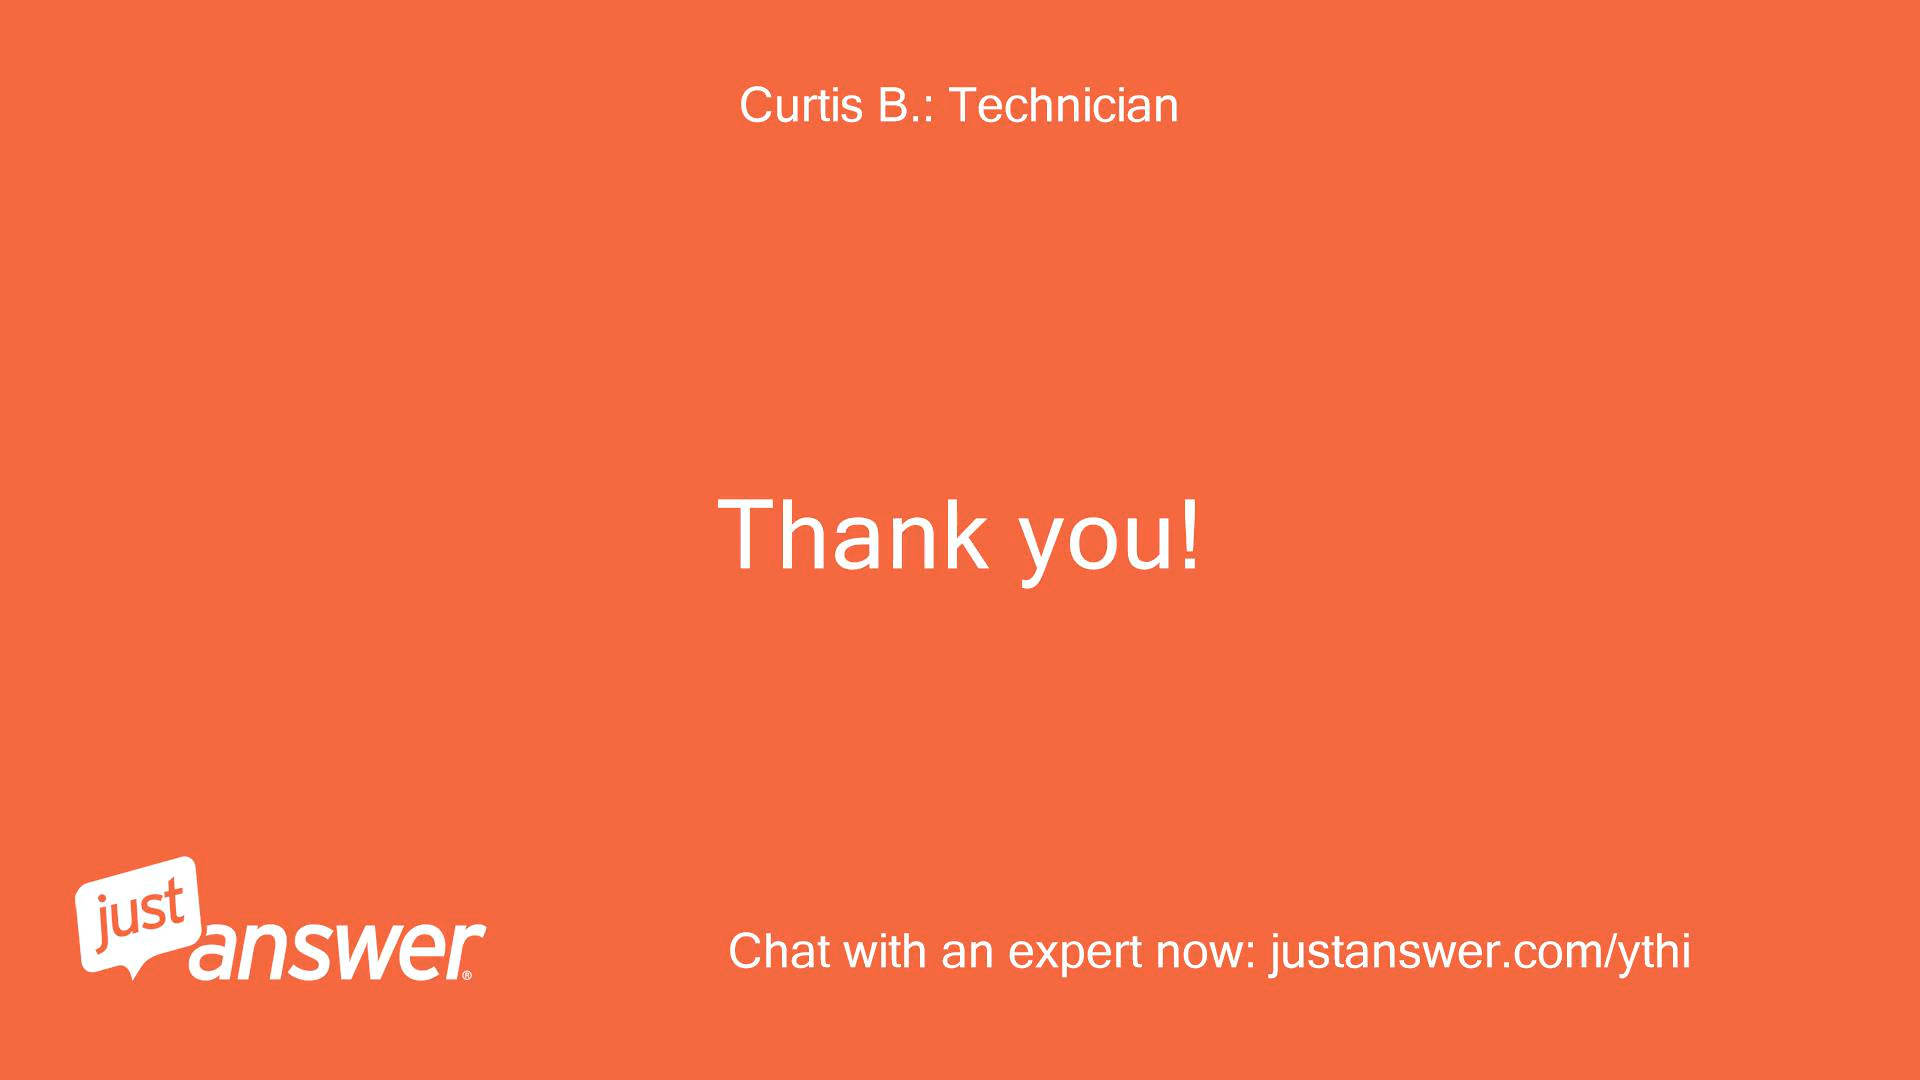 Curtis B.: Technician
Thank you!
just
answer®
Chat with an expert now: justanswer.com/ythi